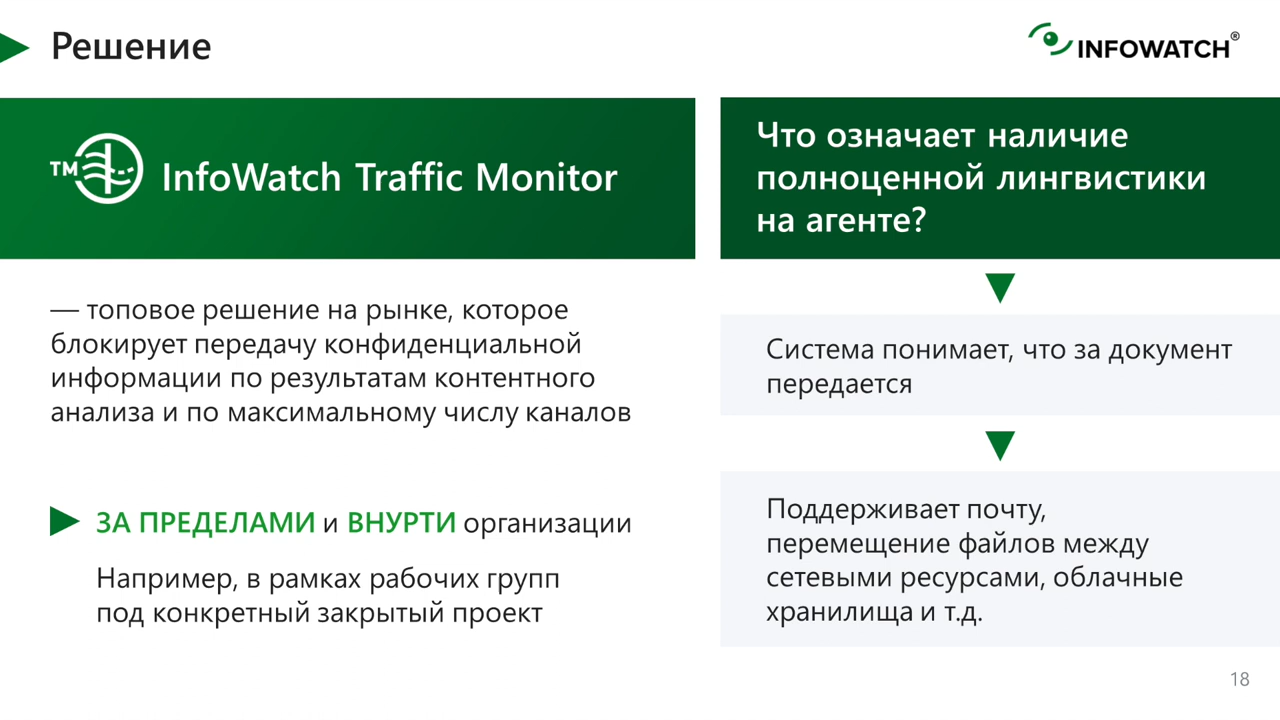 Решение
INFOWATCH®
TM InfoWatch Traffic Monitor
— топовое решение на рынке, которое
блокирует передачу конфиденциальной
информации по результатам контентного
анализа и по максимальному числу каналов
ЗА ПРЕДЕЛАМИ и ВНУРТИ организации
Например, в рамках рабочих групп
под конкретный закрытый проект
Что означает наличие
полноценной лингвистики
на агенте?
Система понимает, что за документ
передается
Поддерживает почту,
перемещение файлов между
сетевыми ресурсами, облачные
хранилища и т.д.
18